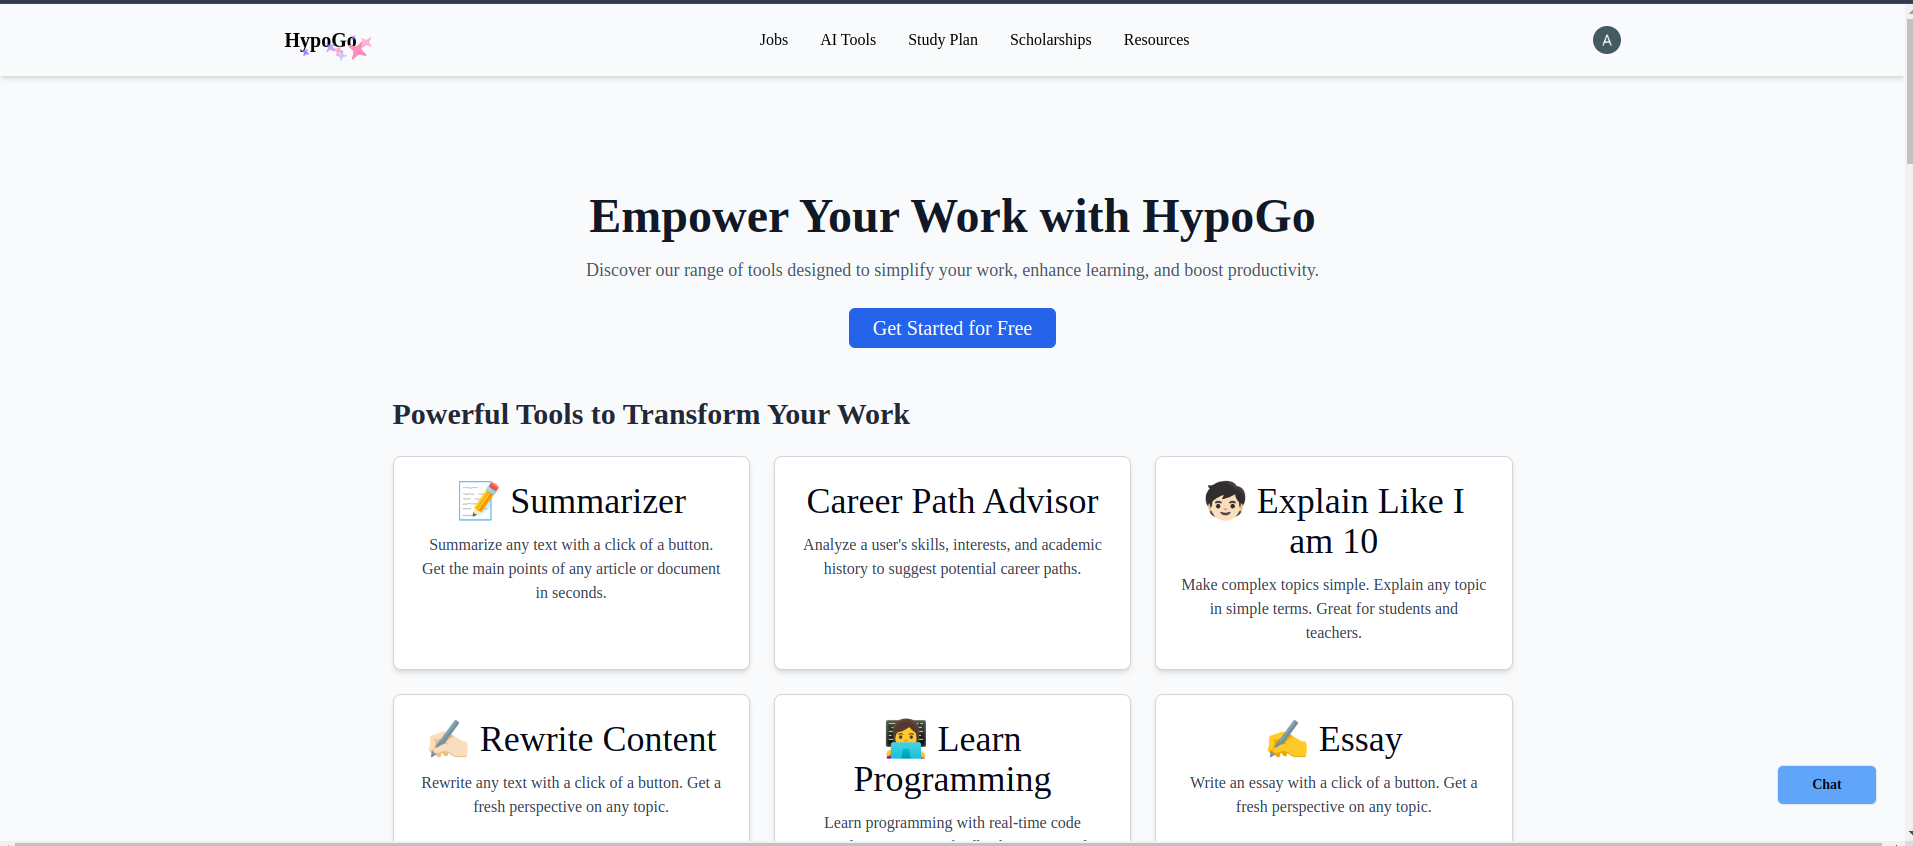 HypoGo
Jobs
AI Tools
Study Plan
Scholarships
Resources
A
Empower Your Work with HypoGo
Discover our range of tools designed to simplify your work, enhance learning, and boost productivity.
Get Started for Free
Powerful Tools to Transform Your Work
Summarizer
Summarize any text with a click of a button.
Get the main points of any article or document
in seconds.
Career Path Advisor
Analyze a user's skills, interests, and academic
history to suggest potential career paths.
Explain Like I
am 10
Make complex topics simple. Explain any topic
in simple terms. Great for students and
teachers.
Rewrite Content
Rewrite any text with a click of a button. Get a
fresh perspective on any topic.
Learn
Programming
Learn programming with real-time code
Essay
Write an essay with a click of a button. Get a
fresh perspective on any topic.
Chat